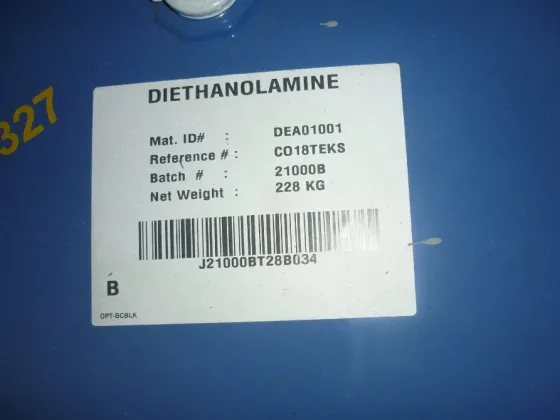 327
DIETHANOLAMINE
Mat. ID# : DEA01001
Reference # : CO18TEKS
Batch # : 21000B
Net Weight : 228 KG
J21000BT28B034
B
OPT-BCBLK